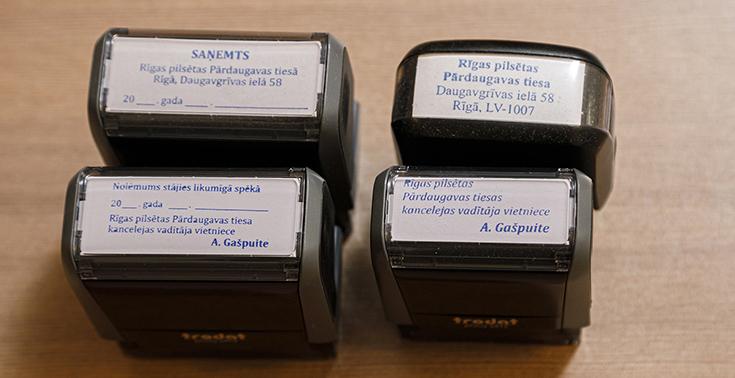 SAŅEMTS
Rīgas pilsētas Pārdaugavas tiesā
Rīgā, Daugavgrīvas ielā 58
20___. gada ____. ____________________
Rīgas pilsētas
Pārdaugavas tiesa
Daugavgrīvas ielā 58
Rīgā, LV-1007
Nolēmums stājies likumīgā spēkā
20___. gada ____. ________________
Rīgas pilsētas Pārdaugavas tiesa
kancelejas vadītāja vietniece
A. Gašpuite
trodat
Rīgas pilsētas
Pārdaugavas tiesas
kancelejas vadītāja vietniece
A. Gašpuite
trodat